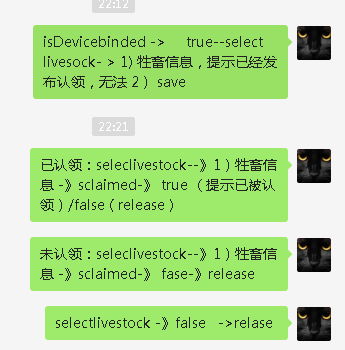 22:12
isDevicebinded -> true--select
livesock- > 1) 牲畜信息，提示已经发
布认领，无法 2） save
22:21
已认领：seleclivestock--》1）牲畜信
息 -》sclaimed-》 true （提示已被认
领）/false（release）
未认领：seleclivestock--》1）牲畜信
息 -》sclaimed-》 fase-》release
selectlivestock -》false ->relase